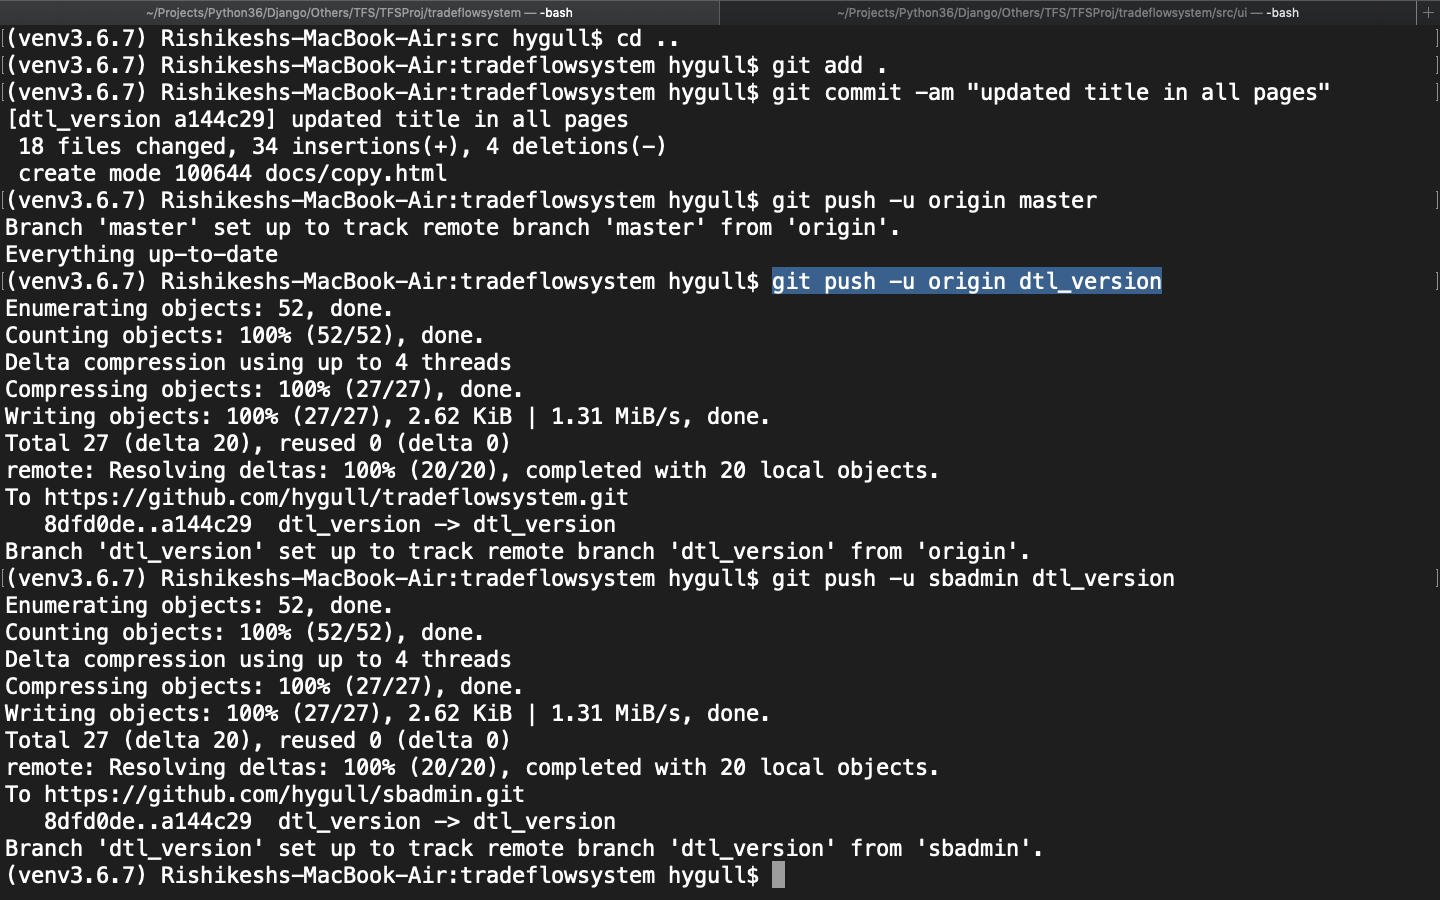 ~/Projects/Python36/Django/Others/TFS/TFSProj/tradeflowsystem — -bash
~/Projects/Python36/Django/Others/TFS/TFSProj/tradeflowsystem/src/ui — -bash
+
(venv3.6.7) Rishikeshs-MacBook-Air:src hygull$ cd ..
(venv3.6.7) Rishikeshs-MacBook-Air:tradeflowsystem hygull$ git add .
(venv3.6.7) Rishikeshs-MacBook-Air:tradeflowsystem hygull$ git commit -am "updated title in all pages"
[dtl_version a144c29] updated title in all pages
 18 files changed, 34 insertions(+), 4 deletions(-)
 create mode 100644 docs/copy.html
(venv3.6.7) Rishikeshs-MacBook-Air:tradeflowsystem hygull$ git push -u origin master
Branch 'master' set up to track remote branch 'master' from 'origin'.
Everything up-to-date
(venv3.6.7) Rishikeshs-MacBook-Air:tradeflowsystem hygull$ git push -u origin dtl_version
Enumerating objects: 52, done.
Counting objects: 100% (52/52), done.
Delta compression using up to 4 threads
Compressing objects: 100% (27/27), done.
Writing objects: 100% (27/27), 2.62 KiB | 1.31 MiB/s, done.
Total 27 (delta 20), reused 0 (delta 0)
remote: Resolving deltas: 100% (20/20), completed with 20 local objects.
To https://github.com/hygull/tradeflowsystem.git
   8dfd0de..a144c29  dtl_version -> dtl_version
Branch 'dtl_version' set up to track remote branch 'dtl_version' from 'origin'.
(venv3.6.7) Rishikeshs-MacBook-Air:tradeflowsystem hygull$ git push -u sbadmin dtl_version
Enumerating objects: 52, done.
Counting objects: 100% (52/52), done.
Delta compression using up to 4 threads
Compressing objects: 100% (27/27), done.
Writing objects: 100% (27/27), 2.62 KiB | 1.31 MiB/s, done.
Total 27 (delta 20), reused 0 (delta 0)
remote: Resolving deltas: 100% (20/20), completed with 20 local objects.
To https://github.com/hygull/sbadmin.git
   8dfd0de..a144c29  dtl_version -> dtl_version
Branch 'dtl_version' set up to track remote branch 'dtl_version' from 'sbadmin'.
(venv3.6.7) Rishikeshs-MacBook-Air:tradeflowsystem hygull$